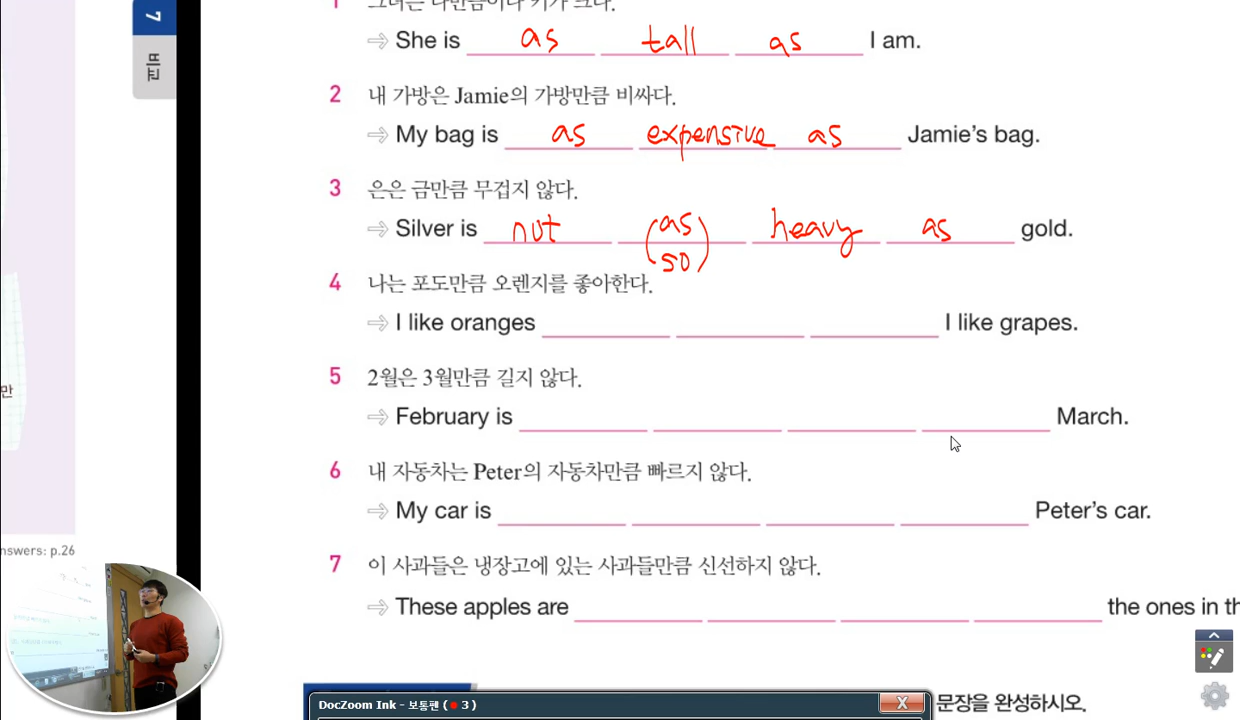 7
비교
1 그녀는 나만큼이나 키가 크다.
⇒ She is as tall as I am.
2 내 가방은 Jamie의 가방만큼 비싸다.
⇒ My bag is as expensive as Jamie's bag.
3 은은 금만큼 무겁지 않다.
⇒ Silver is not (as heavy as gold.
so)
4 나는 포도만큼 오렌지를 좋아한다.
⇒ I like oranges I like grapes.
5 2월은 3월만큼 길지 않다.
⇒ February is March.
만
6 내 자동차는 Peter의 자동차만큼 빠르지 않다.
⇒ My car is Peter's car.
nswers: p.26
7 이 사과들은 냉장고에 있는 사과들만큼 신선하지 않다.
⇒ These apples are the ones in th
DocZoom Ink - 보통펜 ( 3 )
X
문장을 완성하시오.